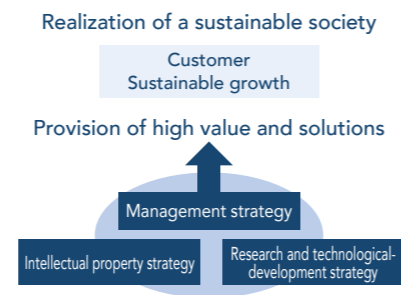 Realization of a sustainable society
Customer
Sustainable growth
Provision of high value and solutions
Management strategy
Intellectual property strategy
Research and technological-
development strategy